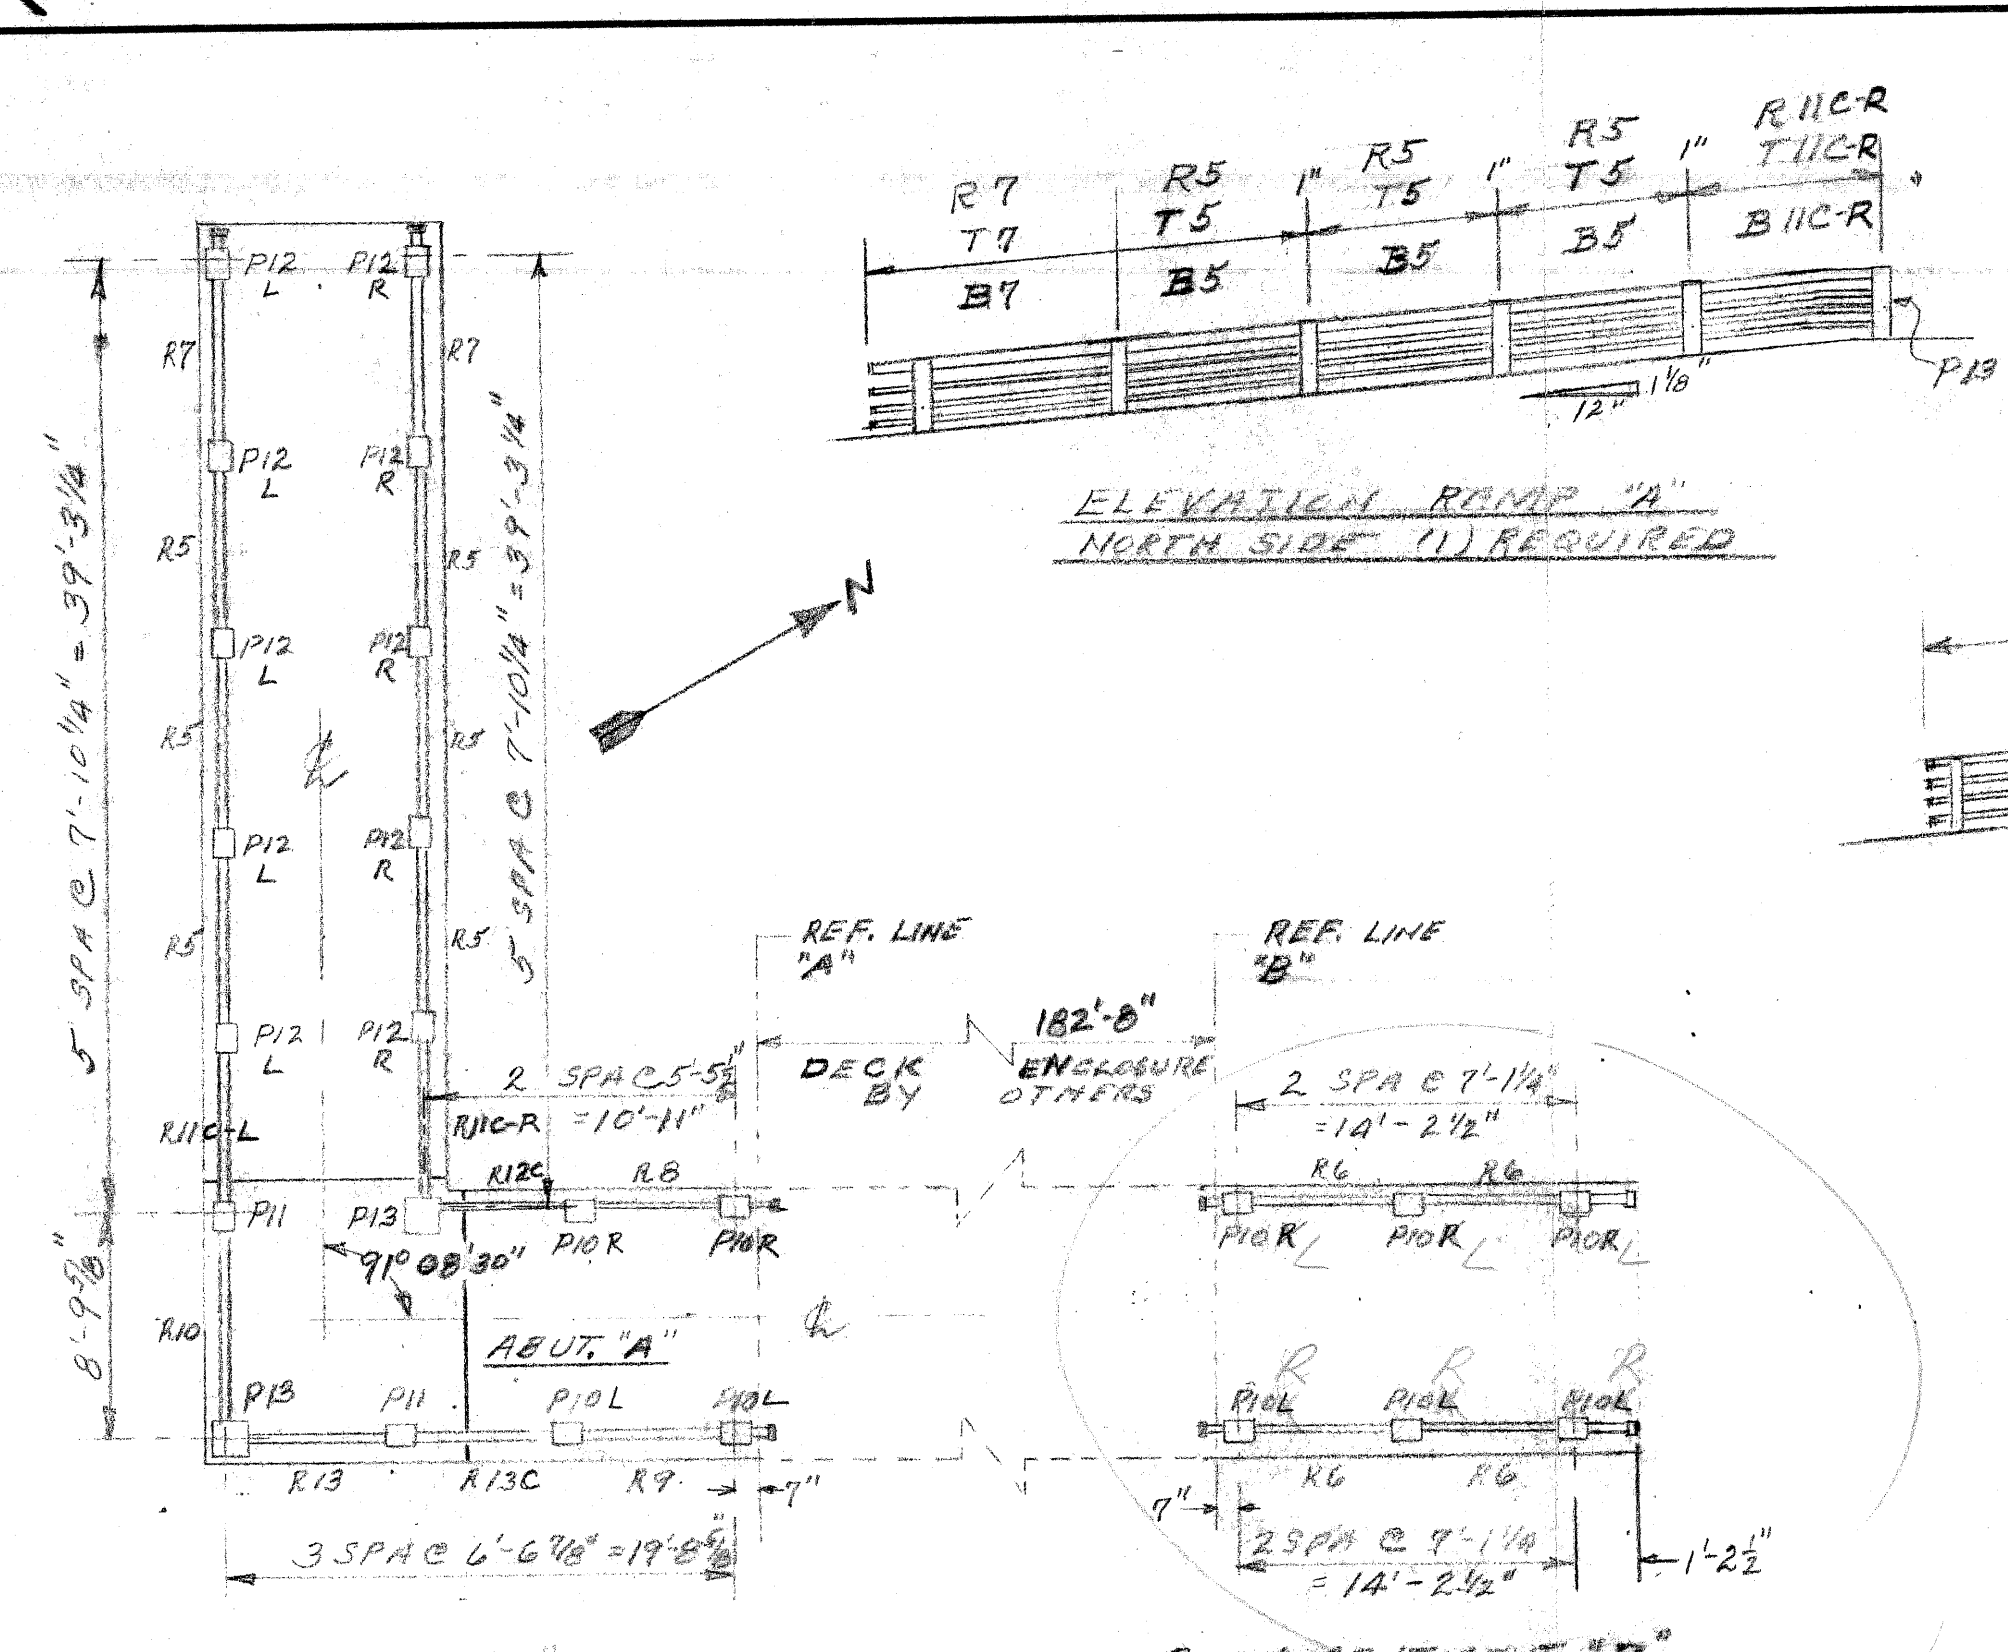 R7
T7
B7
R5
T5
B5
1"
R5
T5
B5
1"
R5
T5
B5
1"
R11C-R
T11C-R
B11C-R
P13
12"
1 1/8"
ELEVATION RAMP "A"
NORTH SIDE (1) REQUIRED
N
P12
L
P12
R
R7
R7
P12
L
P12
R
R5
R5
P12
L
P12
R
R5
R5
℄
P12
L
P12
R
R5
R5
P12
L
P12
R
5 SPA @ 7'-10 1/4" = 39'-3 1/4"
5 SPA @ 7'-10 1/4" = 39'-3 1/4"
R11C-L
R11C-R
2 SPA @ 5'-5 1/2"
=10'-11"
R12C
R8
P11
P13
P10R
P10R
91° 08'30"
8'-9 5/8"
R10
ABUT. "A"
℄
P13
P11
P10L
P10L
R13
R13C
R9
7"
3 SPA @ 6'-6 7/8" = 19'-8 5/8"
REF. LINE
"A"
REF. LINE
"B"
182'-8"
DECK ENCLOSURE
BY OTHERS
2 SPA @ 7'-1 1/4"
=14'-2 1/2"
R6
R6
P10R L
P10R L
P10R L
R
R
R
P10L
P10L
P10L
R6
R6
7"
2 SPA @ 7'-1 1/4
= 14'-2 1/2"
1'-2 1/2"